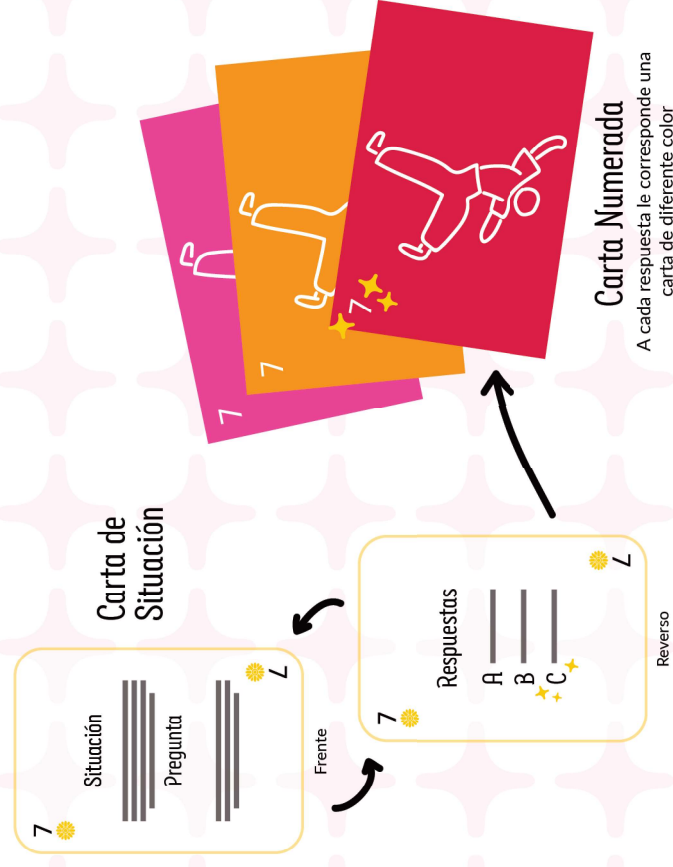 Carta de
Situación
7
Situación
Pregunta
7
Frente
7
Respuestas
A
B
C
7
Reverso
7
7
7
Carta Numerada
A cada respuesta le corresponde una
carta de diferente color